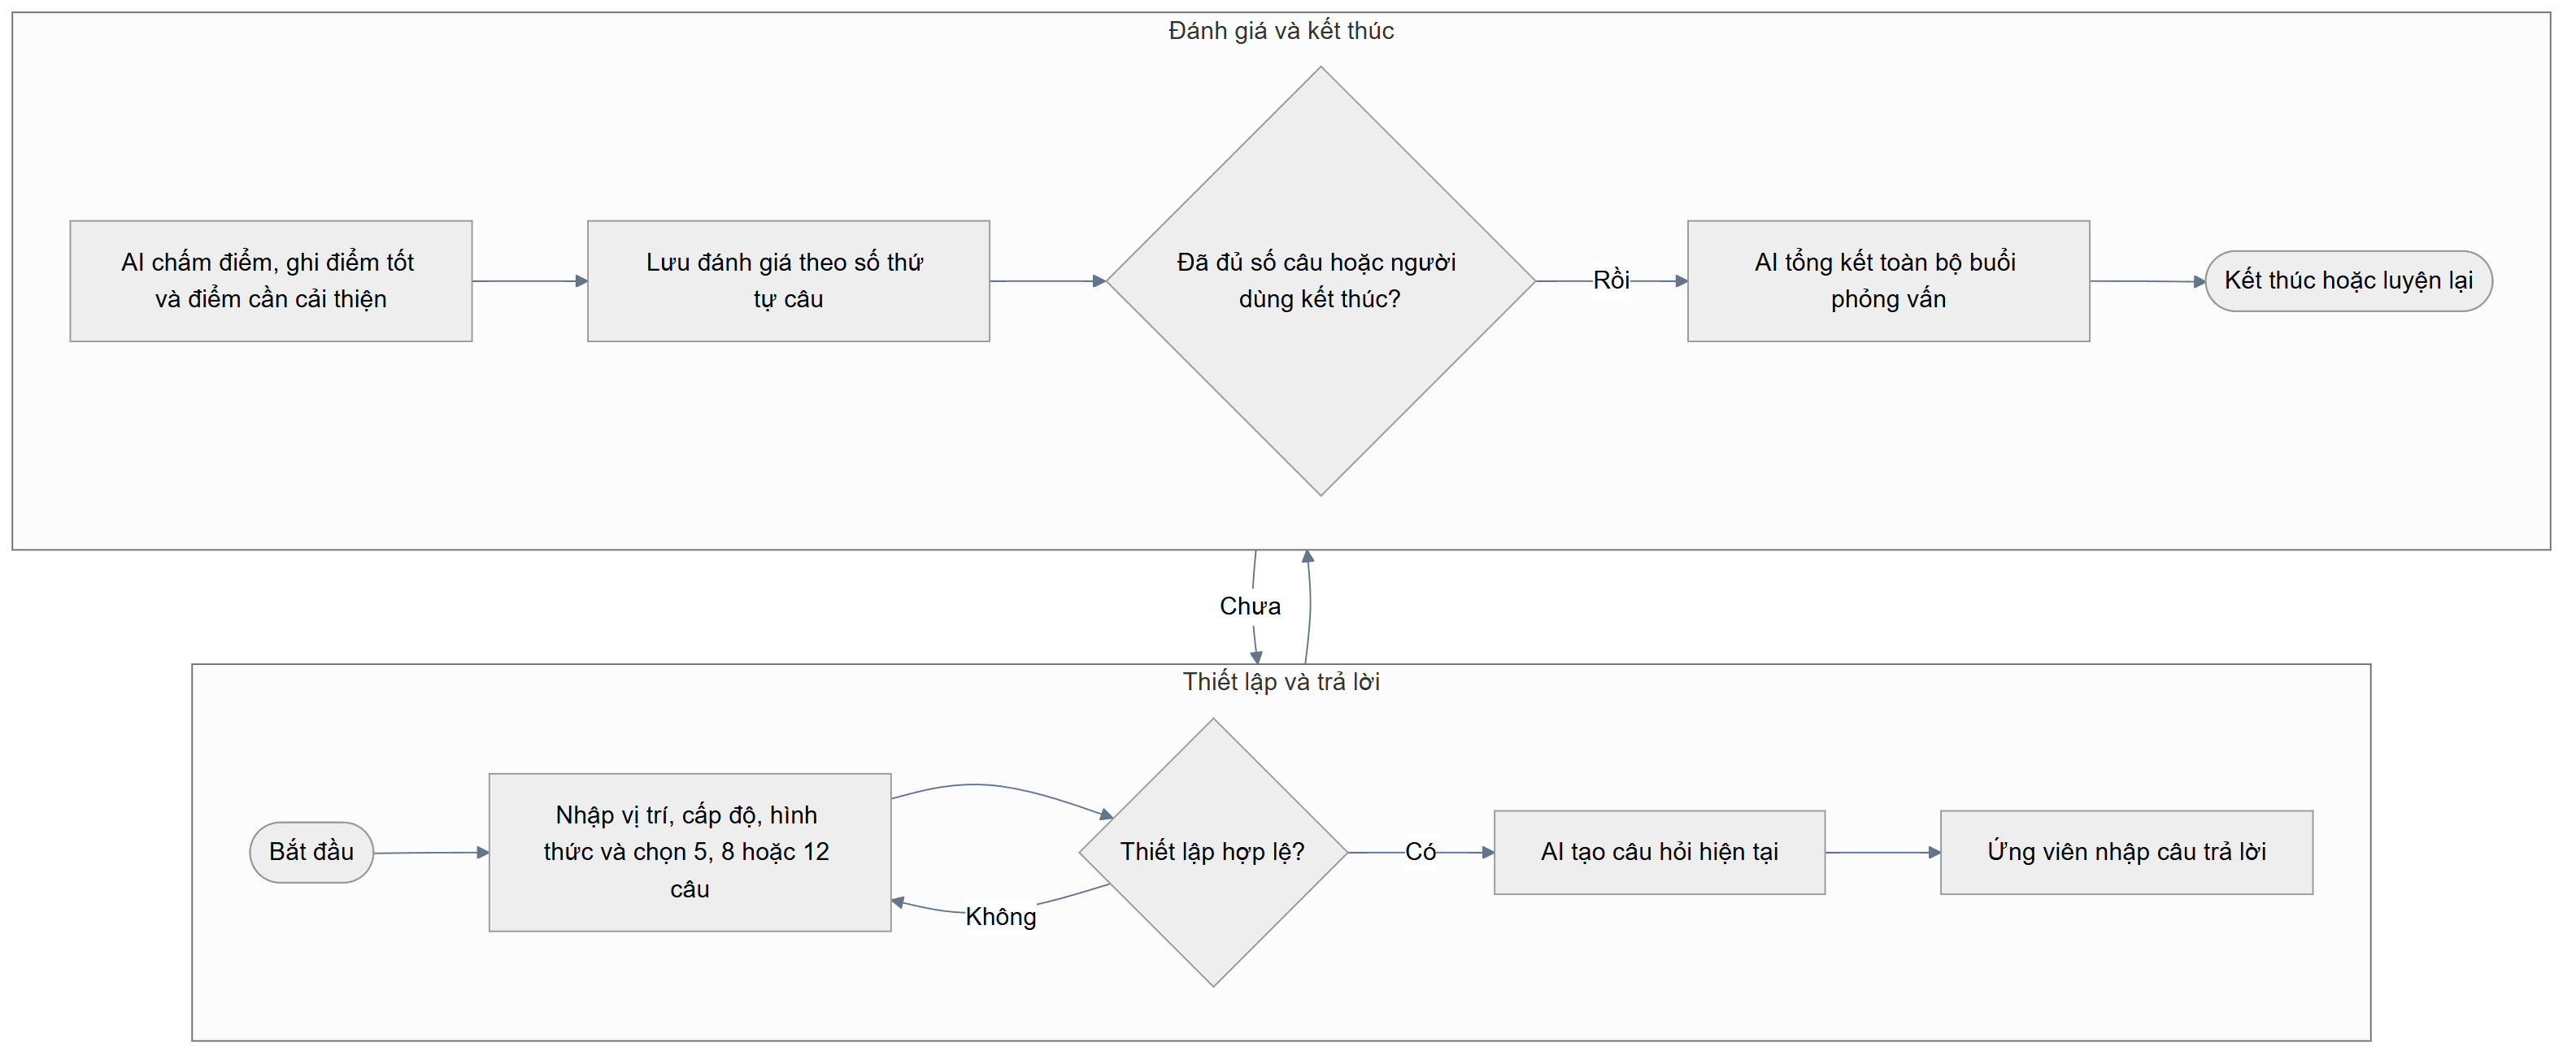 Đánh giá và kết thúc
AI chấm điểm, ghi điểm tốt
và điểm cần cải thiện
Lưu đánh giá theo số thứ
tự câu
Đã đủ số câu hoặc người
dùng kết thúc?
Rồi
AI tổng kết toàn bộ buổi
phỏng vấn
Kết thúc hoặc luyện lại
Chưa
Thiết lập và trả lời
Bắt đầu
Nhập vị trí, cấp độ, hình
thức và chọn 5, 8 hoặc 12
câu
Không
Thiết lập hợp lệ?
Có
AI tạo câu hỏi hiện tại
Ứng viên nhập câu trả lời